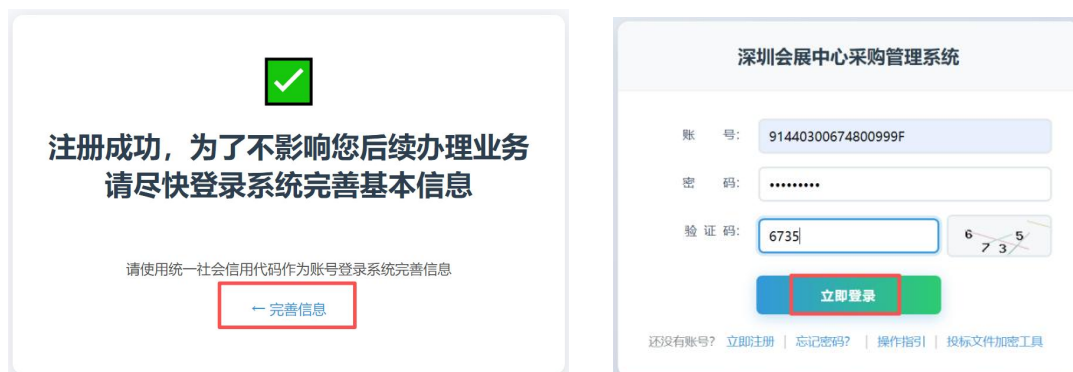 注册成功，为了不影响您后续办理业务
请尽快登录系统完善基本信息
请使用统一社会信用代码作为账号登录系统完善信息
←完善信息
深圳会展中心采购管理系统
账 号: 91440300674800999F
密 码: •••••••••
验 证 码: 6735 6735
立即登录
还没有账号? 立即注册 | 忘记密码? | 操作指引 | 投标文件加密工具